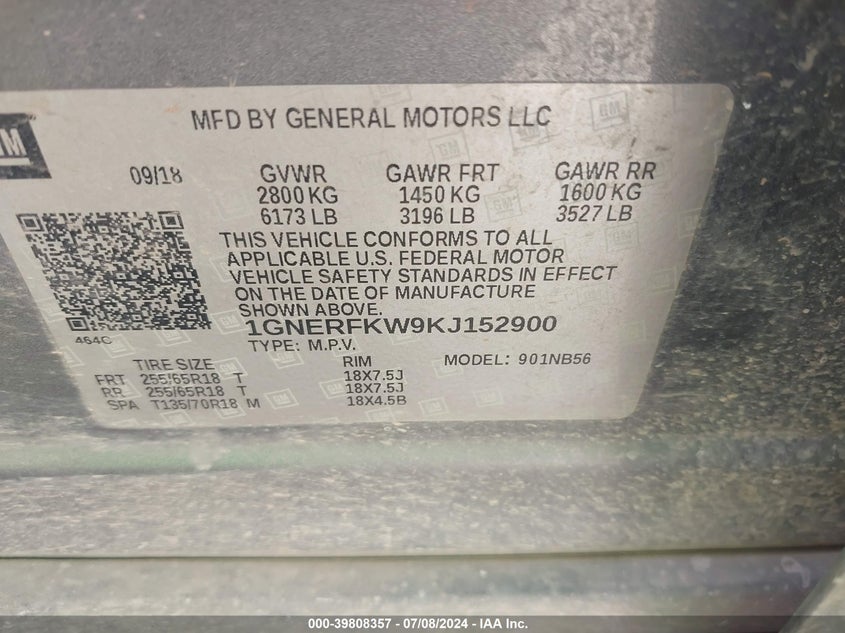 GM
MFD BY GENERAL MOTORS LLC
09/18 GVWR GAWR FRT GAWR RR
2800 KG 1450 KG 1600 KG
6173 LB 3196 LB 3527 LB
THIS VEHICLE CONFORMS TO ALL
APPLICABLE U.S. FEDERAL MOTOR
VEHICLE SAFETY STANDARDS IN EFFECT
ON THE DATE OF MANUFACTURE
SHOWN ABOVE.
1GNERFKW9KJ152900
464C
TYPE: M.P.V. MODEL: 901NB56
TIRE SIZE RIM
FRT 255/65R18 T 18X7.5J
RR 255/65R18 T 18X7.5J
SPA T135/70R18 M 18X4.5B
000-39808357 - 07/08/2024 - IAA Inc.